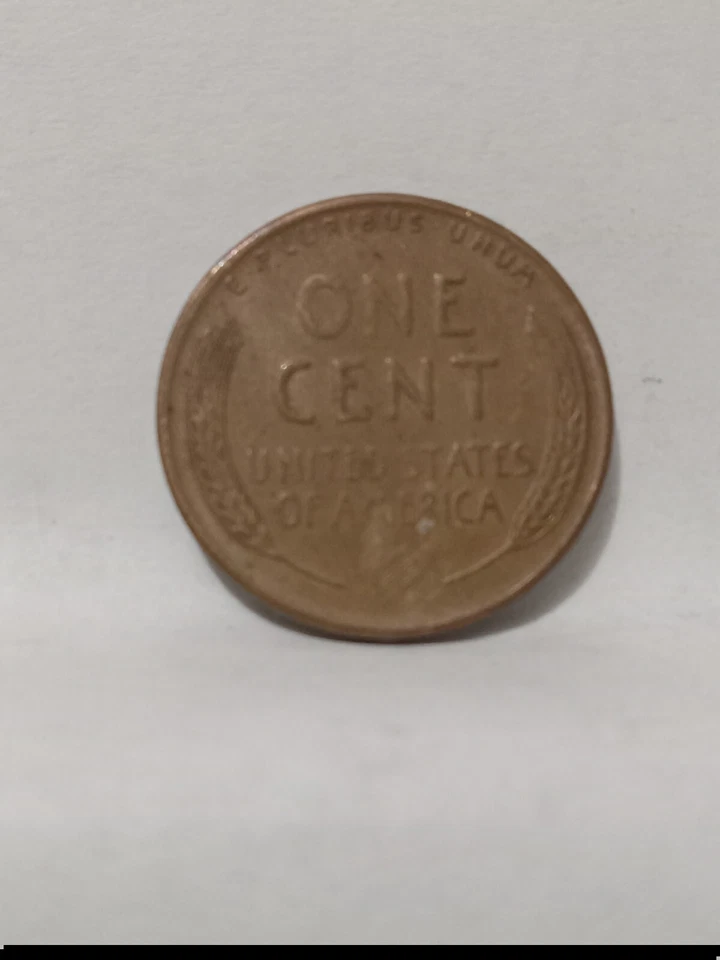 E PLURIBUS UNUM
ONE
CENT
UNITED STATES
OF AMERICA